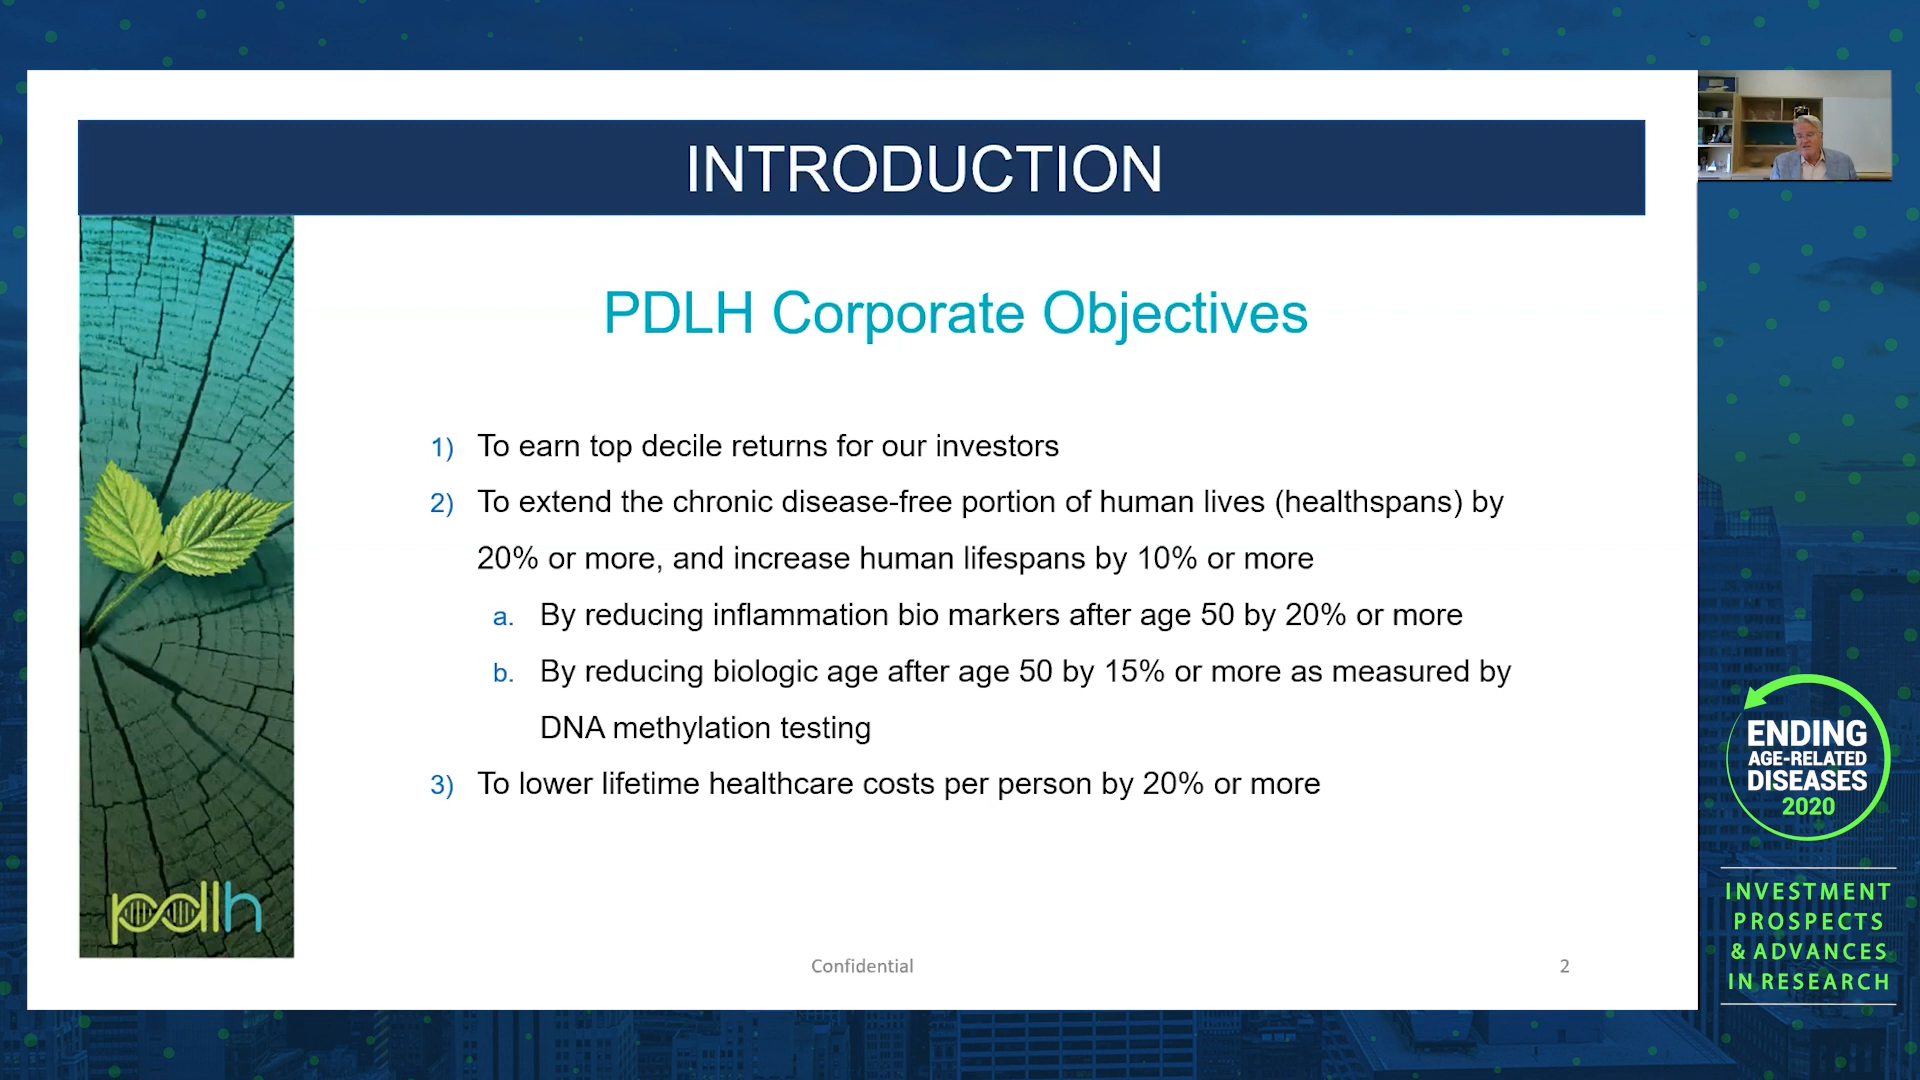 INTRODUCTION
PDLH Corporate Objectives
1) To earn top decile returns for our investors
2) To extend the chronic disease-free portion of human lives (healthspans) by
20% or more, and increase human lifespans by 10% or more
a. By reducing inflammation bio markers after age 50 by 20% or more
b. By reducing biologic age after age 50 by 15% or more as measured by
DNA methylation testing
3) To lower lifetime healthcare costs per person by 20% or more
pdlh
Confidential
2
ENDING
AGE-RELATED
DISEASES
2020
INVESTMENT
PROSPECTS
& ADVANCES
IN RESEARCH